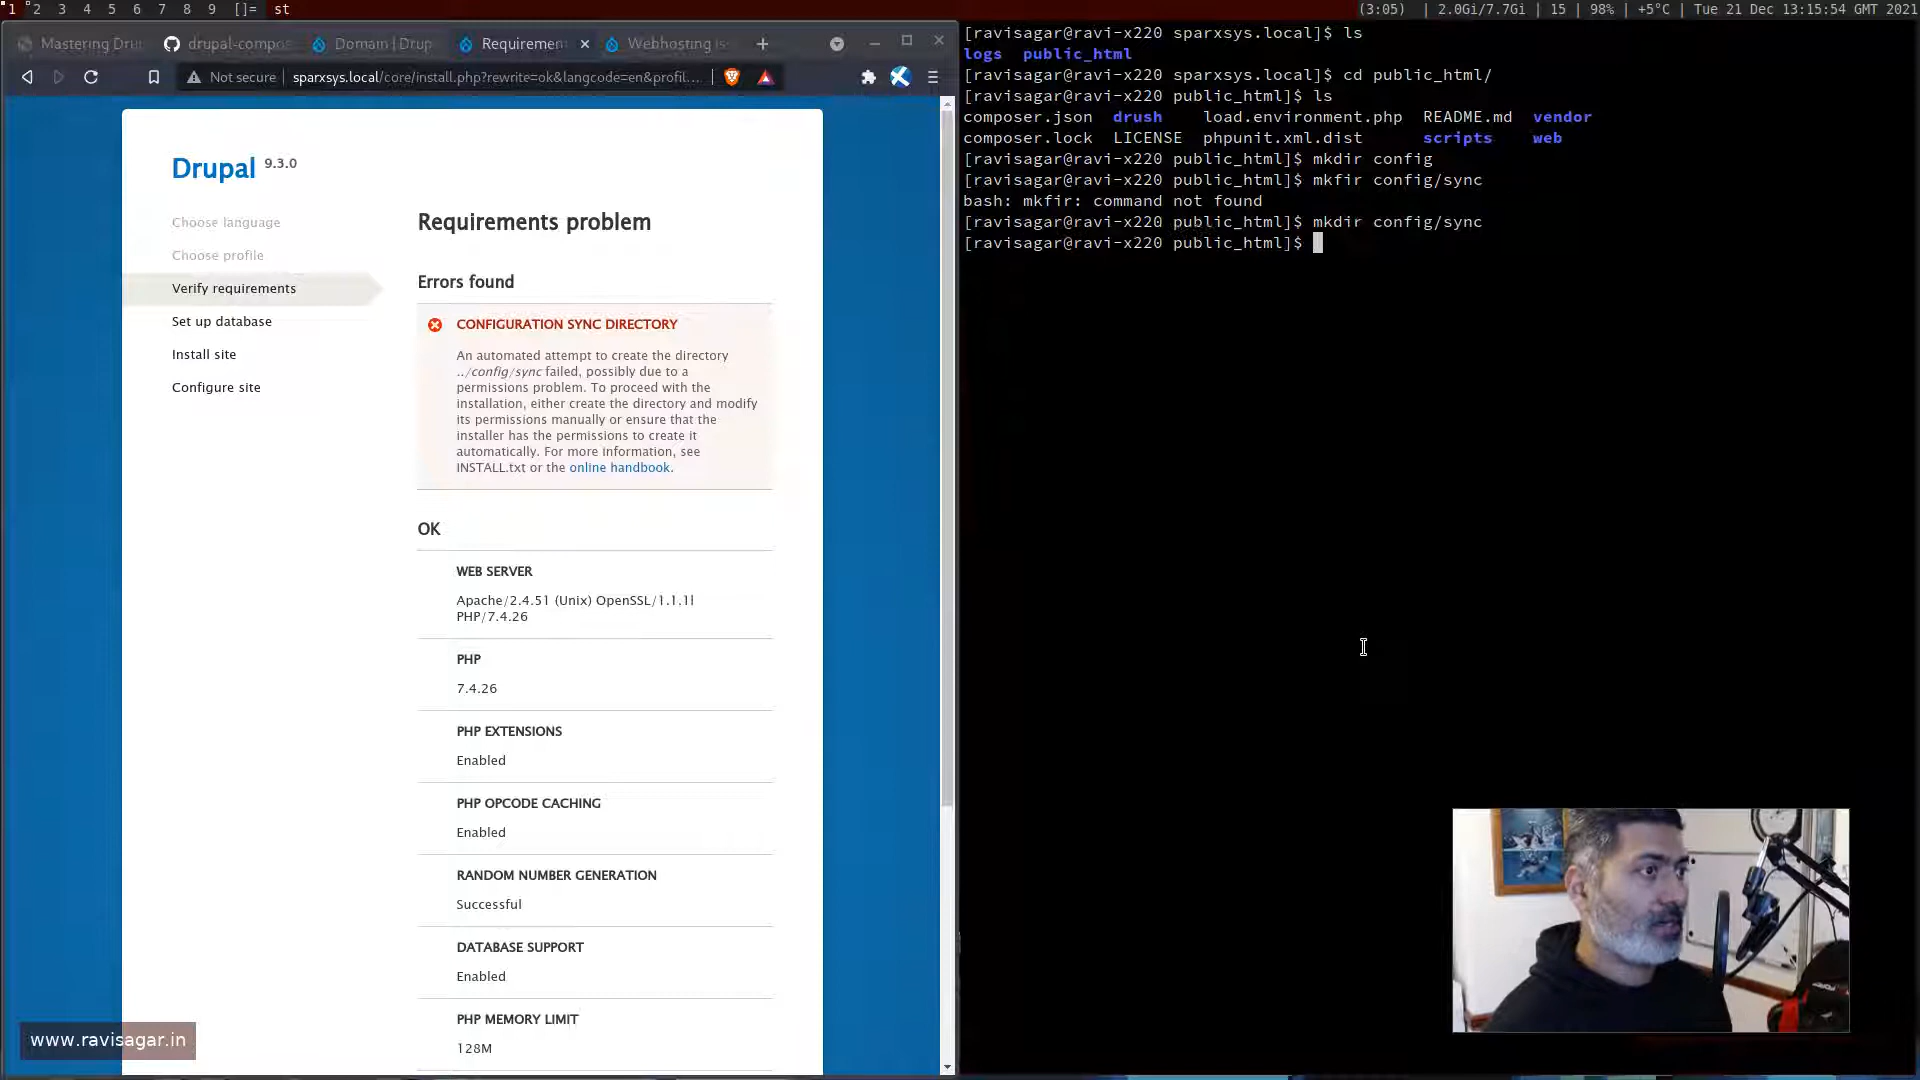 1 2 3 4 5 6 7 8 9 []= st
(3:05) | 2.0Gi/7.7Gi | 15 | 98% | +5°C | Tue 21 Dec 13:15:54 GMT 2021
Mastering Dru
drupal-compo
Domain | Drup
Requiremen
Webhosting is
Not secure
sparxsys.local/core/install.php?rewrite=ok&langcode=en&profil...
Drupal 9.3.0
Choose language
Choose profile
Verify requirements
Set up database
Install site
Configure site
Requirements problem
Errors found
CONFIGURATION SYNC DIRECTORY
An automated attempt to create the directory
../config/sync failed, possibly due to a
permissions problem. To proceed with the
installation, either create the directory and modify
its permissions manually or ensure that the
installer has the permissions to create it
automatically. For more information, see
INSTALL.txt or the online handbook.
OK
WEB SERVER
Apache/2.4.51 (Unix) OpenSSL/1.1.1l
PHP/7.4.26
PHP
7.4.26
PHP EXTENSIONS
Enabled
PHP OPCODE CACHING
Enabled
RANDOM NUMBER GENERATION
Successful
DATABASE SUPPORT
Enabled
PHP MEMORY LIMIT
128M
www.ravisagar.in
[ravisagar@ravi-x220 sparxsys.local]$ ls
logs public_html
[ravisagar@ravi-x220 sparxsys.local]$ cd public_html/
[ravisagar@ravi-x220 public_html]$ ls
composer.json drush load.environment.php README.md vendor
composer.lock LICENSE phpunit.xml.dist scripts web
[ravisagar@ravi-x220 public_html]$ mkdir config
[ravisagar@ravi-x220 public_html]$ mkfir config/sync
bash: mkfir: command not found
[ravisagar@ravi-x220 public_html]$ mkdir config/sync
[ravisagar@ravi-x220 public_html]$